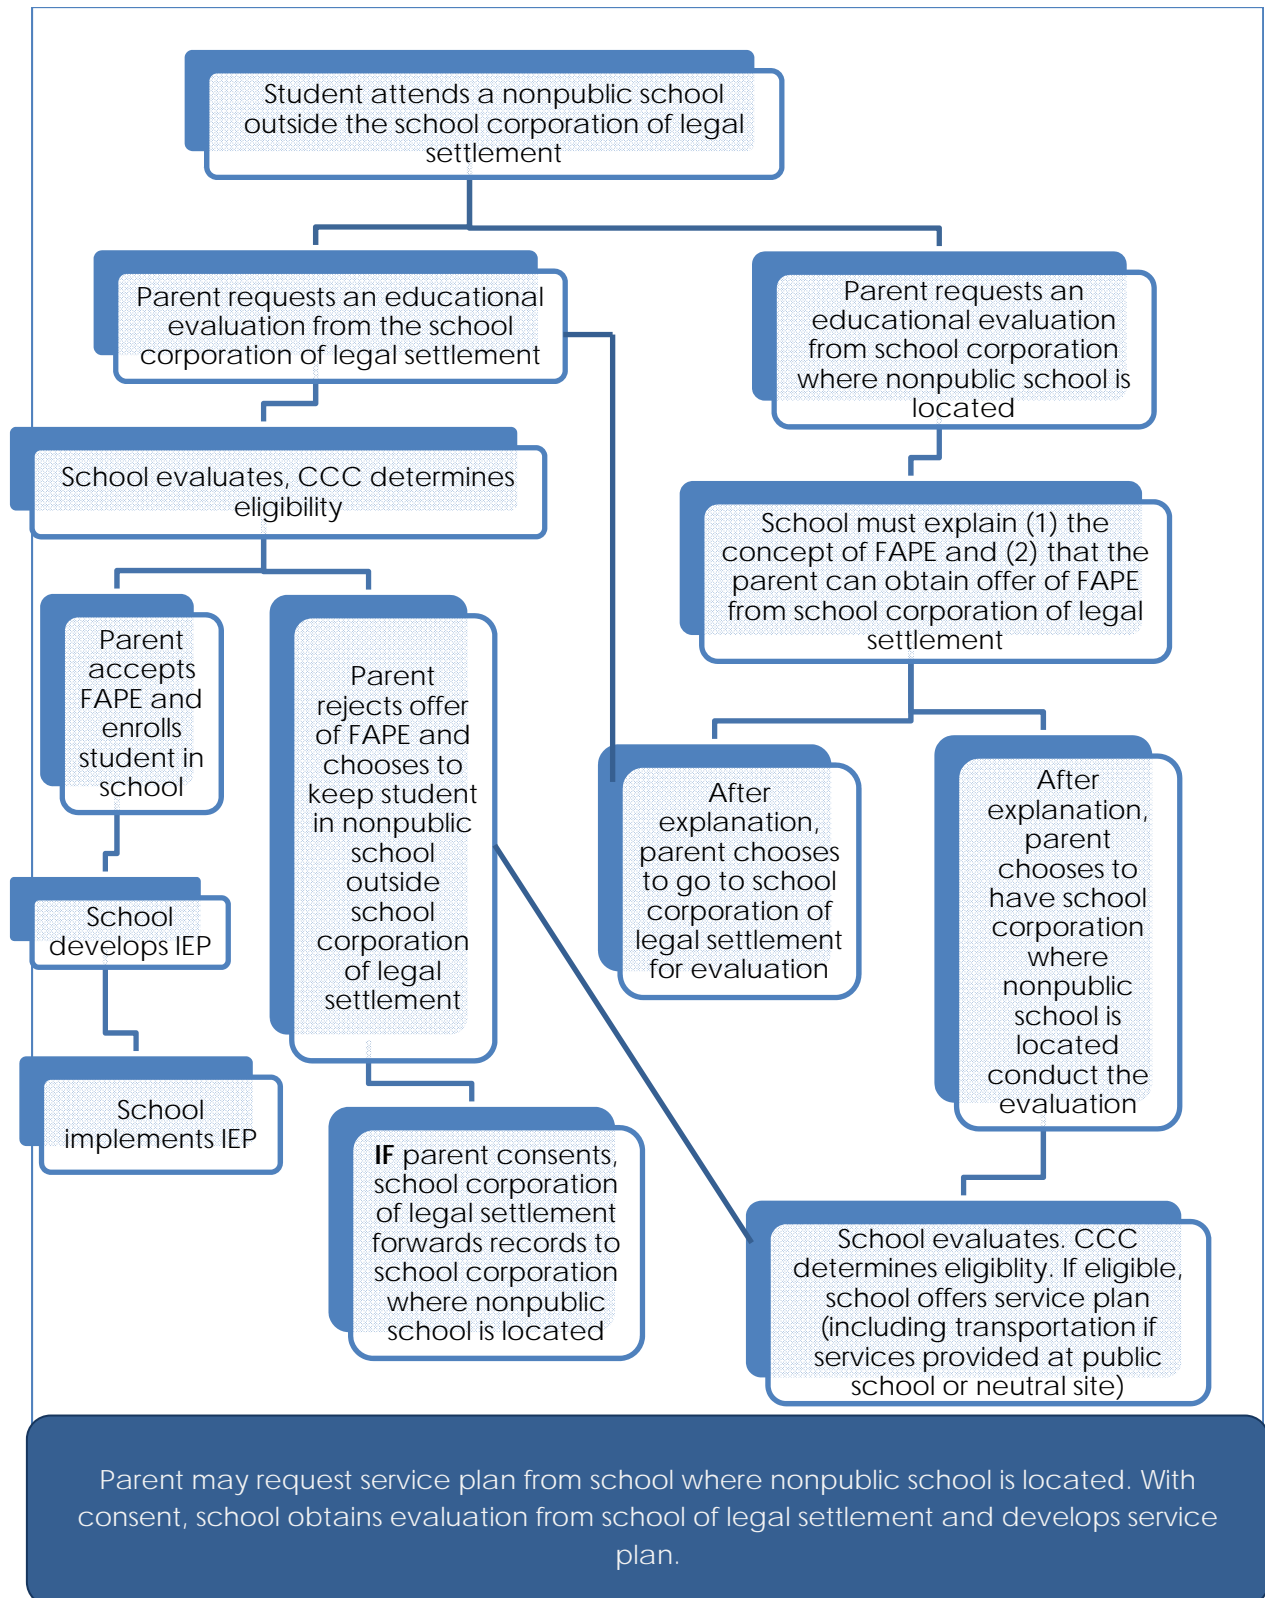 Student attends a nonpublic school
outside the school corporation of legal
settlement
Parent requests an educational
evaluation from the school
corporation of legal settlement
Parent requests an
educational evaluation
from school corporation
where nonpublic school is
located
School evaluates, CCC determines
eligibility
School must explain (1) the
concept of FAPE and (2) that the
parent can obtain offer of FAPE
from school corporation of legal
settlement
Parent
accepts
FAPE and
enrolls
student in
school
Parent
rejects offer
of FAPE and
chooses to
keep student
in nonpublic
school
outside
school
corporation
of legal
settlement
After
explanation,
parent chooses
to go to school
corporation of
legal settlement
for evaluation
After
explanation,
parent
chooses to
have school
corporation
where
nonpublic
school is
located
conduct the
evaluation
School
develops IEP
School
implements IEP
IF parent consents,
school corporation
of legal settlement
forwards records to
school corporation
where nonpublic
school is located
School evaluates. CCC
determines eligiblity. If eligible,
school offers service plan
(including transportation if
services provided at public
school or neutral site)
Parent may request service plan from school where nonpublic school is located. With
consent, school obtains evaluation from school of legal settlement and develops service
plan.